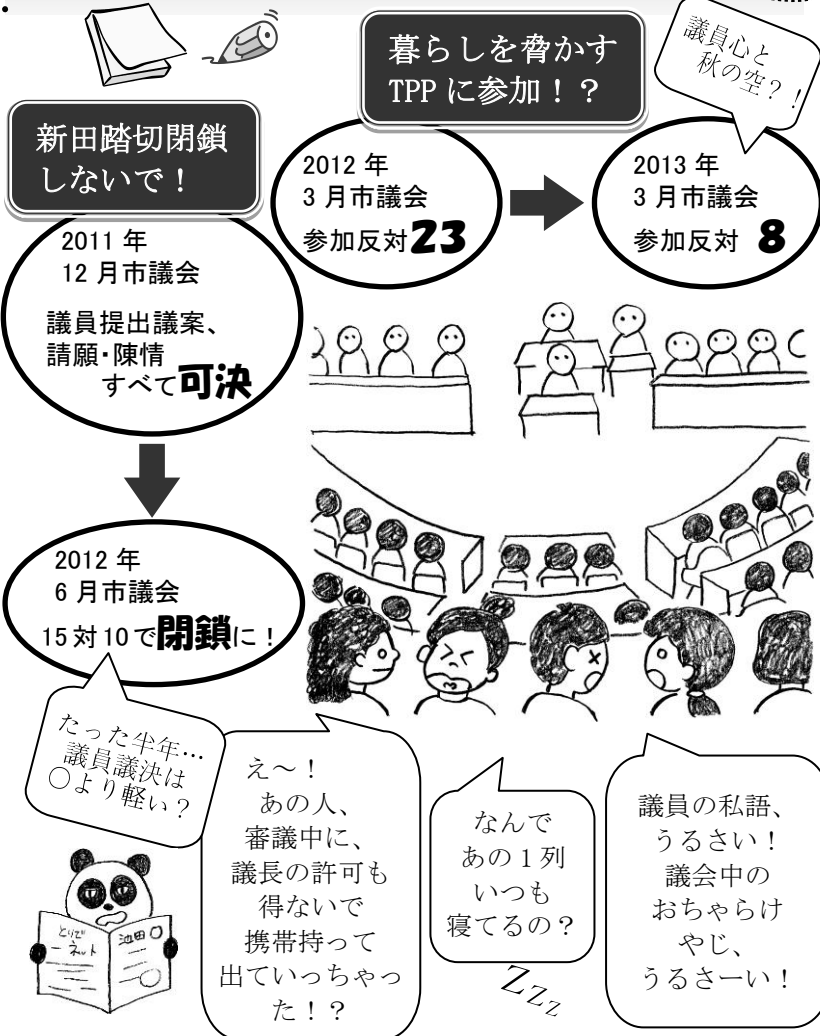 暮らしを脅かす
TPPに参加！？
議員心と
秋の空？！
新田踏切閉鎖
しないで！
2012年
3月市議会
参加反対23
2013年
3月市議会
参加反対 8
2011年
12月市議会
議員提出議案、
請願・陳情
すべて可決
2012年
6月市議会
15対10で閉鎖に！
たった半年…
議員議決は
○より軽い？
え～！
あの人、
審議中に、
議長の許可も
得ないで
携帯持って
出ていっちゃっ
た！？
なんで
あの１列
いつも
寝てるの？
ZZZ
議員の私語、
うるさい！
議会中の
おちゃらけ
やじ、
うるさーい！
とりで
ネット
池田